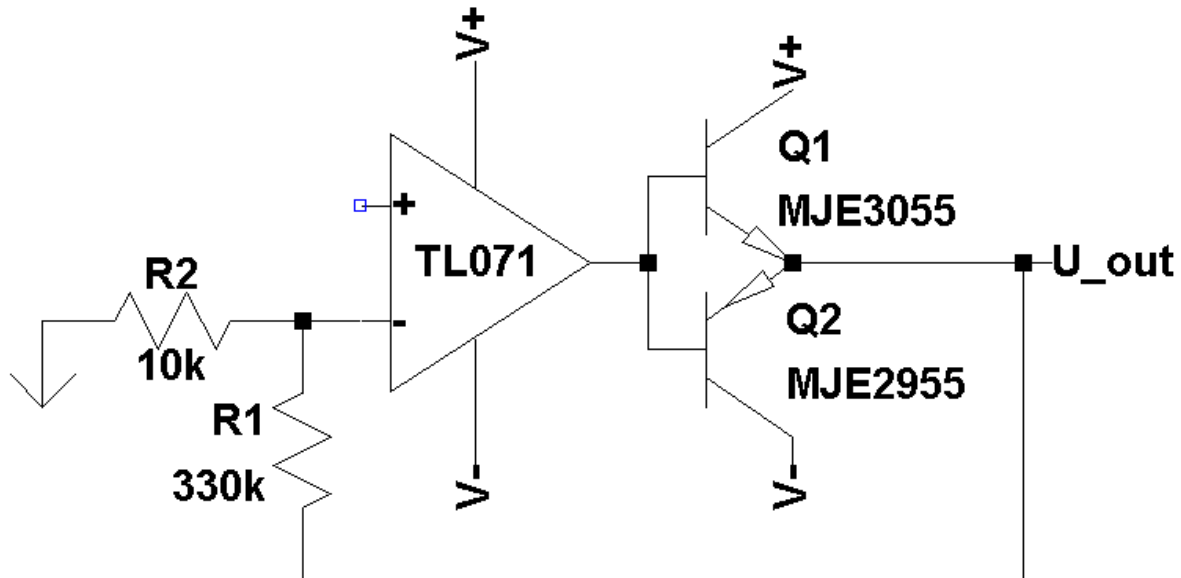 V+
V+
Q1
MJE3055
+
TL071
U_out
R2
-
Q2
10k
MJE2955
R1
330k
V-
V-